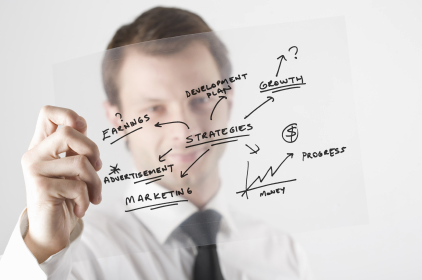 ?
DEVELOPMENT
PLAN
GROWTH
?
EARNINGS
STRATEGIES
$
PROGRESS
*
ADVERTISEMENT
MARKETING
MONEY